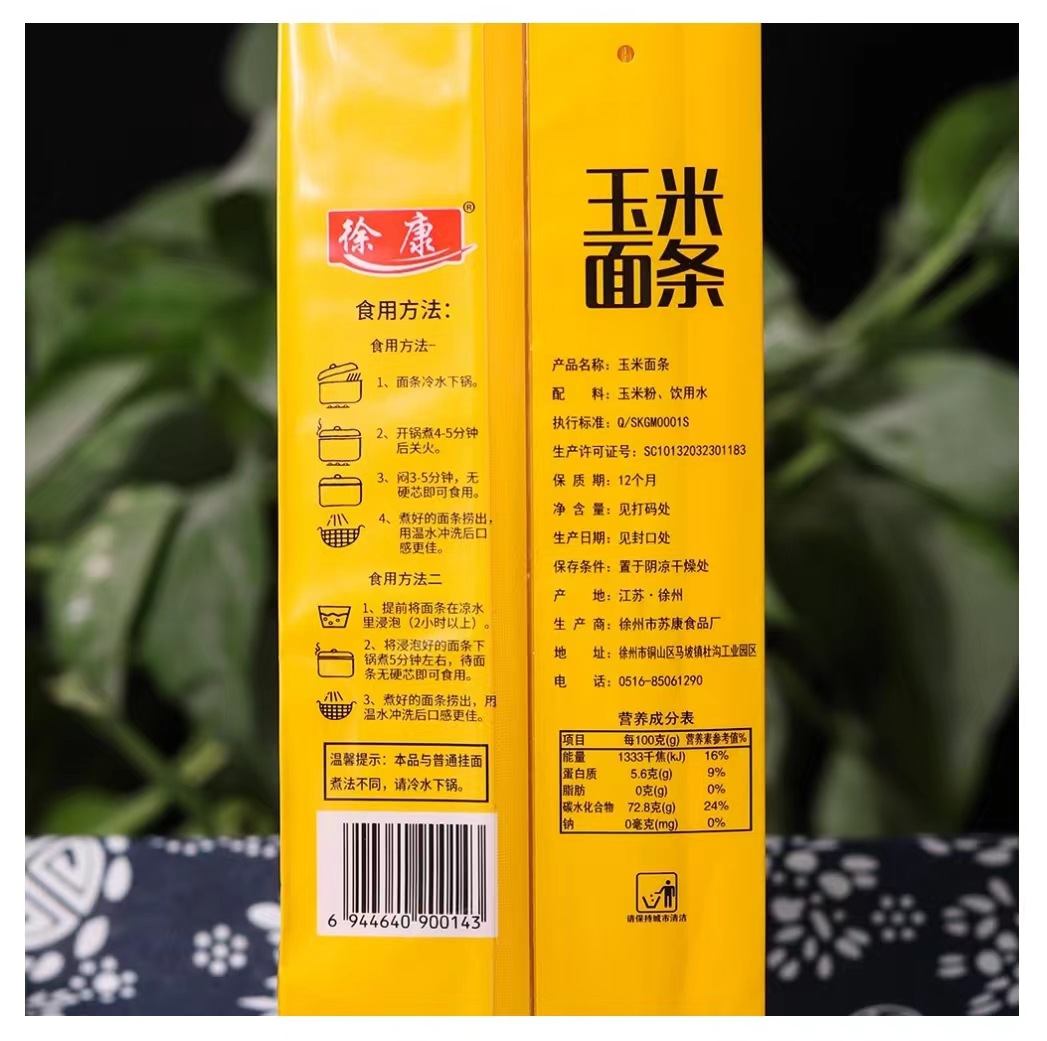 徐康®
食用方法：
食用方法一
1、面条冷水下锅。
2、开锅煮4-5分钟
后关火。
3、闷3-5分钟，无
硬芯即可食用。
4、煮好的面条捞出，
用温水冲洗后口
感更佳。
食用方法二
1、提前将面条在凉水
里浸泡（2小时以上）。
2、将浸泡好的面条下
锅煮5分钟左右，待面
条无硬芯即可食用。
3、煮好的面条捞出，用
温水冲洗后口感更佳。
温馨提示：本品与普通挂面
煮法不同，请冷水下锅。
6 944640 900143
玉米
面条
产品名称：玉米面条
配料：玉米粉、饮用水
执行标准：Q/SKGM0001S
生产许可证号：SC10132032301183
保质期：12个月
净含量：见打码处
生产日期：见封口处
保存条件：置于阴凉干燥处
产地：江苏·徐州
生产商：徐州市苏康食品厂
地址：徐州市铜山区马坡镇杜沟工业园区
电话：0516-85061290
营养成分表
项目 每100克(g) 营养素参考值%
能量 1333千焦(kJ) 16%
蛋白质 5.6克(g) 9%
脂肪 0克(g) 0%
碳水化合物 72.8克(g) 24%
钠 0毫克(mg) 0%
请保持城市清洁